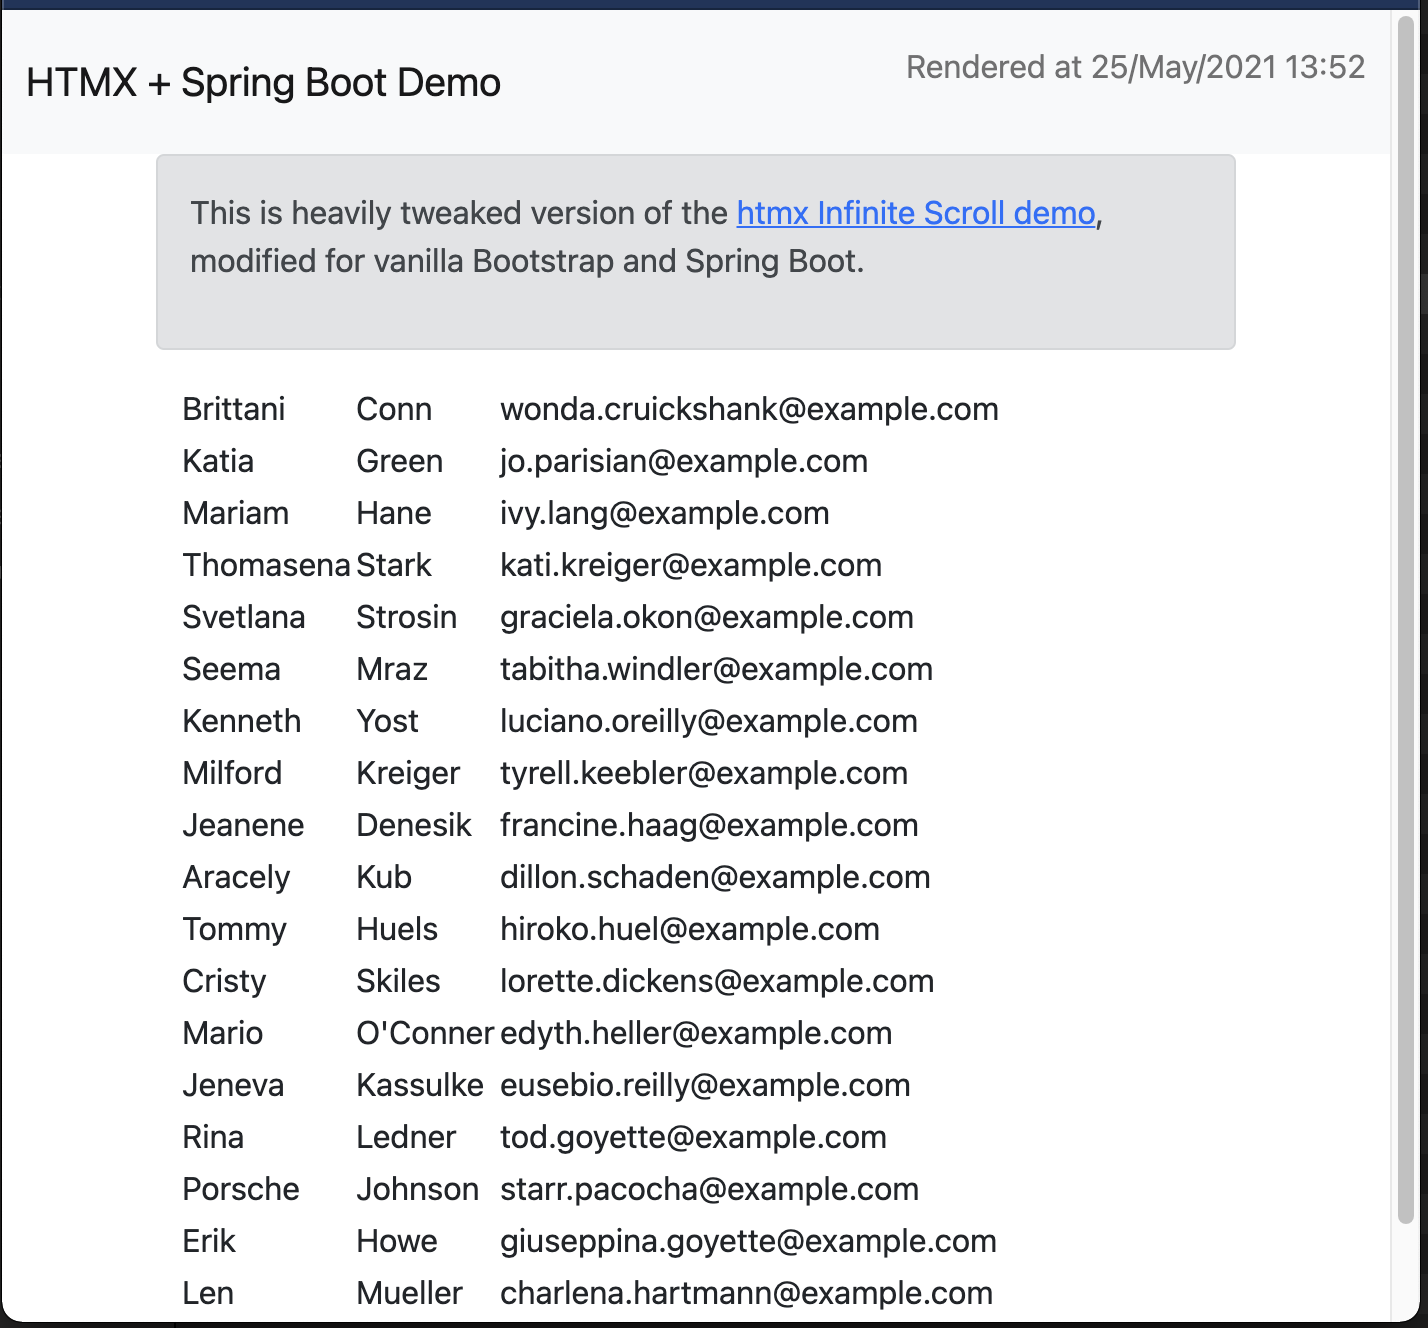 HTMX + Spring Boot Demo
Rendered at 25/May/2021 13:52
This is heavily tweaked version of the htmx Infinite Scroll demo,
modified for vanilla Bootstrap and Spring Boot.
Brittani Conn wonda.cruickshank@example.com
Katia Green jo.parisian@example.com
Mariam Hane ivy.lang@example.com
Thomasena Stark kati.kreiger@example.com
Svetlana Strosin graciela.okon@example.com
Seema Mraz tabitha.windler@example.com
Kenneth Yost luciano.oreilly@example.com
Milford Kreiger tyrell.keebler@example.com
Jeanene Denesik francine.haag@example.com
Aracely Kub dillon.schaden@example.com
Tommy Huels hiroko.huel@example.com
Cristy Skiles lorette.dickens@example.com
Mario O'Conner edyth.heller@example.com
Jeneva Kassulke eusebio.reilly@example.com
Rina Ledner tod.goyette@example.com
Porsche Johnson starr.pacocha@example.com
Erik Howe giuseppina.goyette@example.com
Len Mueller charlena.hartmann@example.com